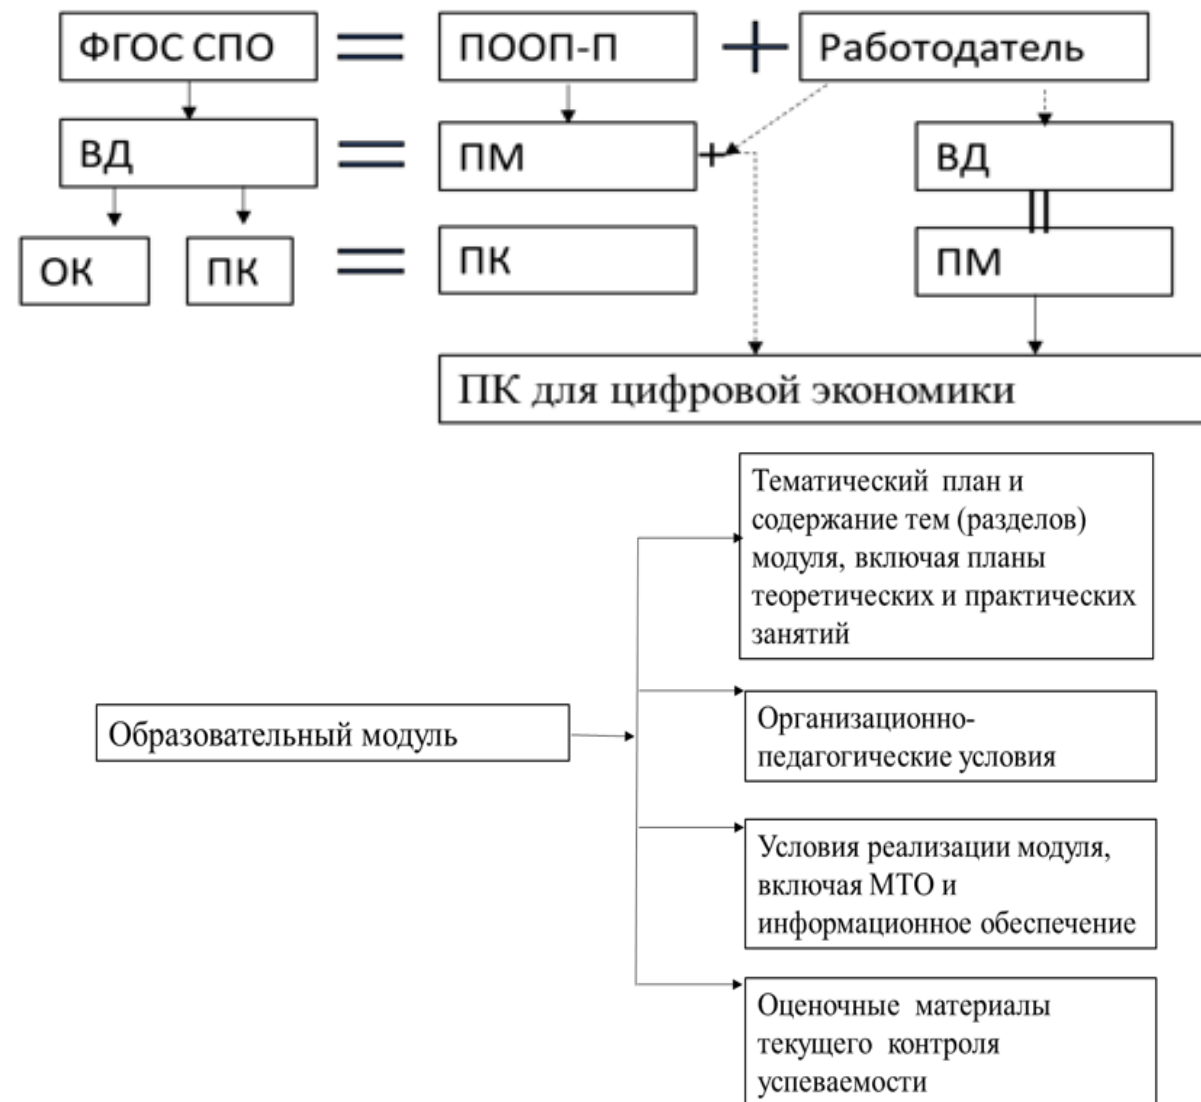 ФГОС СПО = ПООП-П + Работодатель
ВД = ПМ + ВД
ОК ПК = ПК ПМ
ПК для цифровой экономики
Тематический план и
содержание тем (разделов)
модуля, включая планы
теоретических и практических
занятий
Образовательный модуль
Организационно-
педагогические условия
Условия реализации модуля,
включая МТО и
информационное обеспечение
Оценочные материалы
текущего контроля
успеваемости